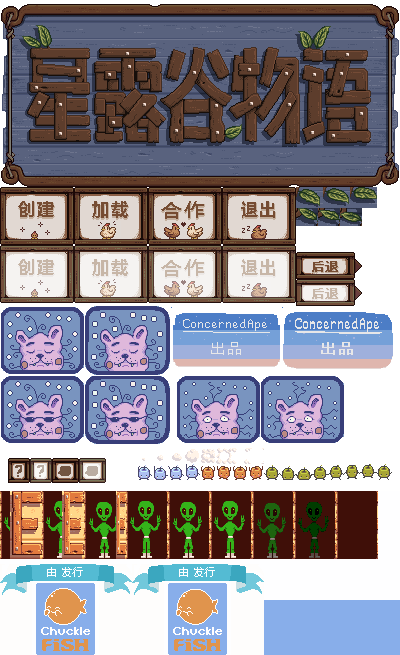 星露谷物语
创建 加载 合作 退出
zz
创建 加载 合作 退出
zz
后退
后退
ConcernedApe
出品
ConcernedApe
出品
? ?
由 发行
Chuckle
FISH
由 发行
Chuckle
FISH